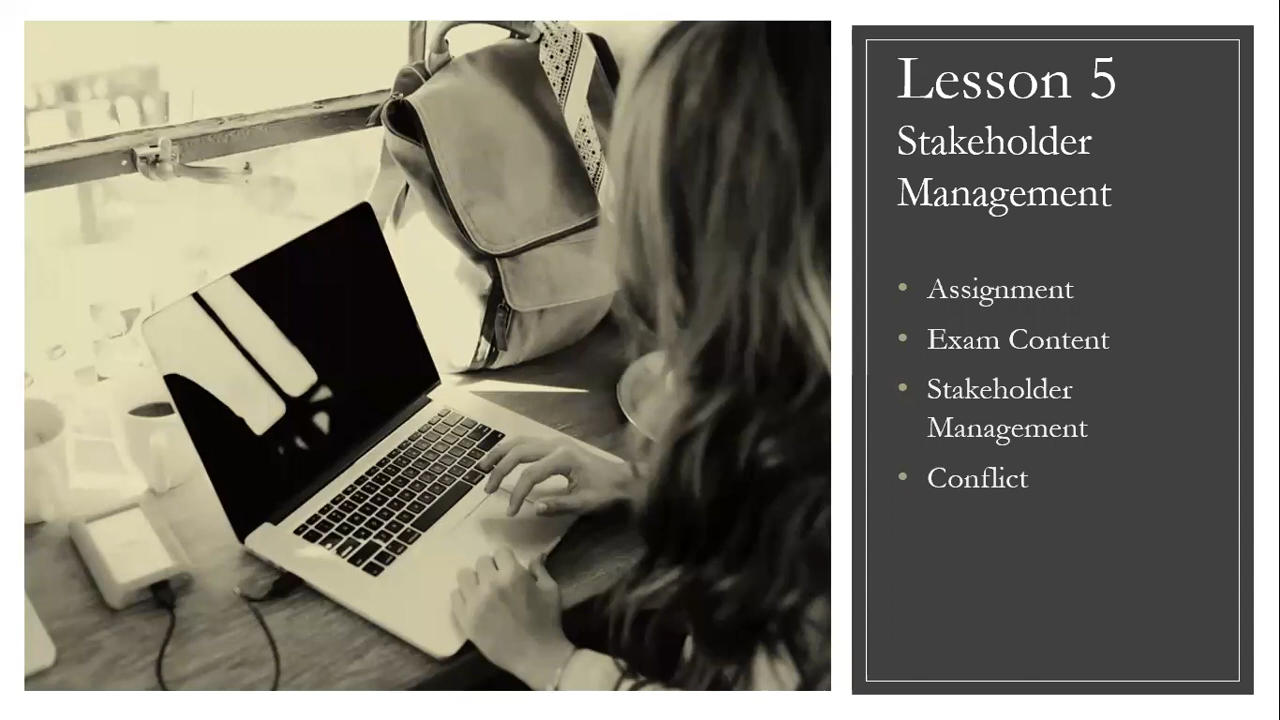 Lesson 5
Stakeholder
Management
• Assignment
• Exam Content
• Stakeholder
Management
• Conflict